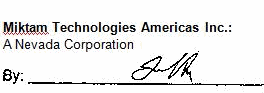 Miktam Technologies Americas Inc.:
A Nevada Corporation
By: